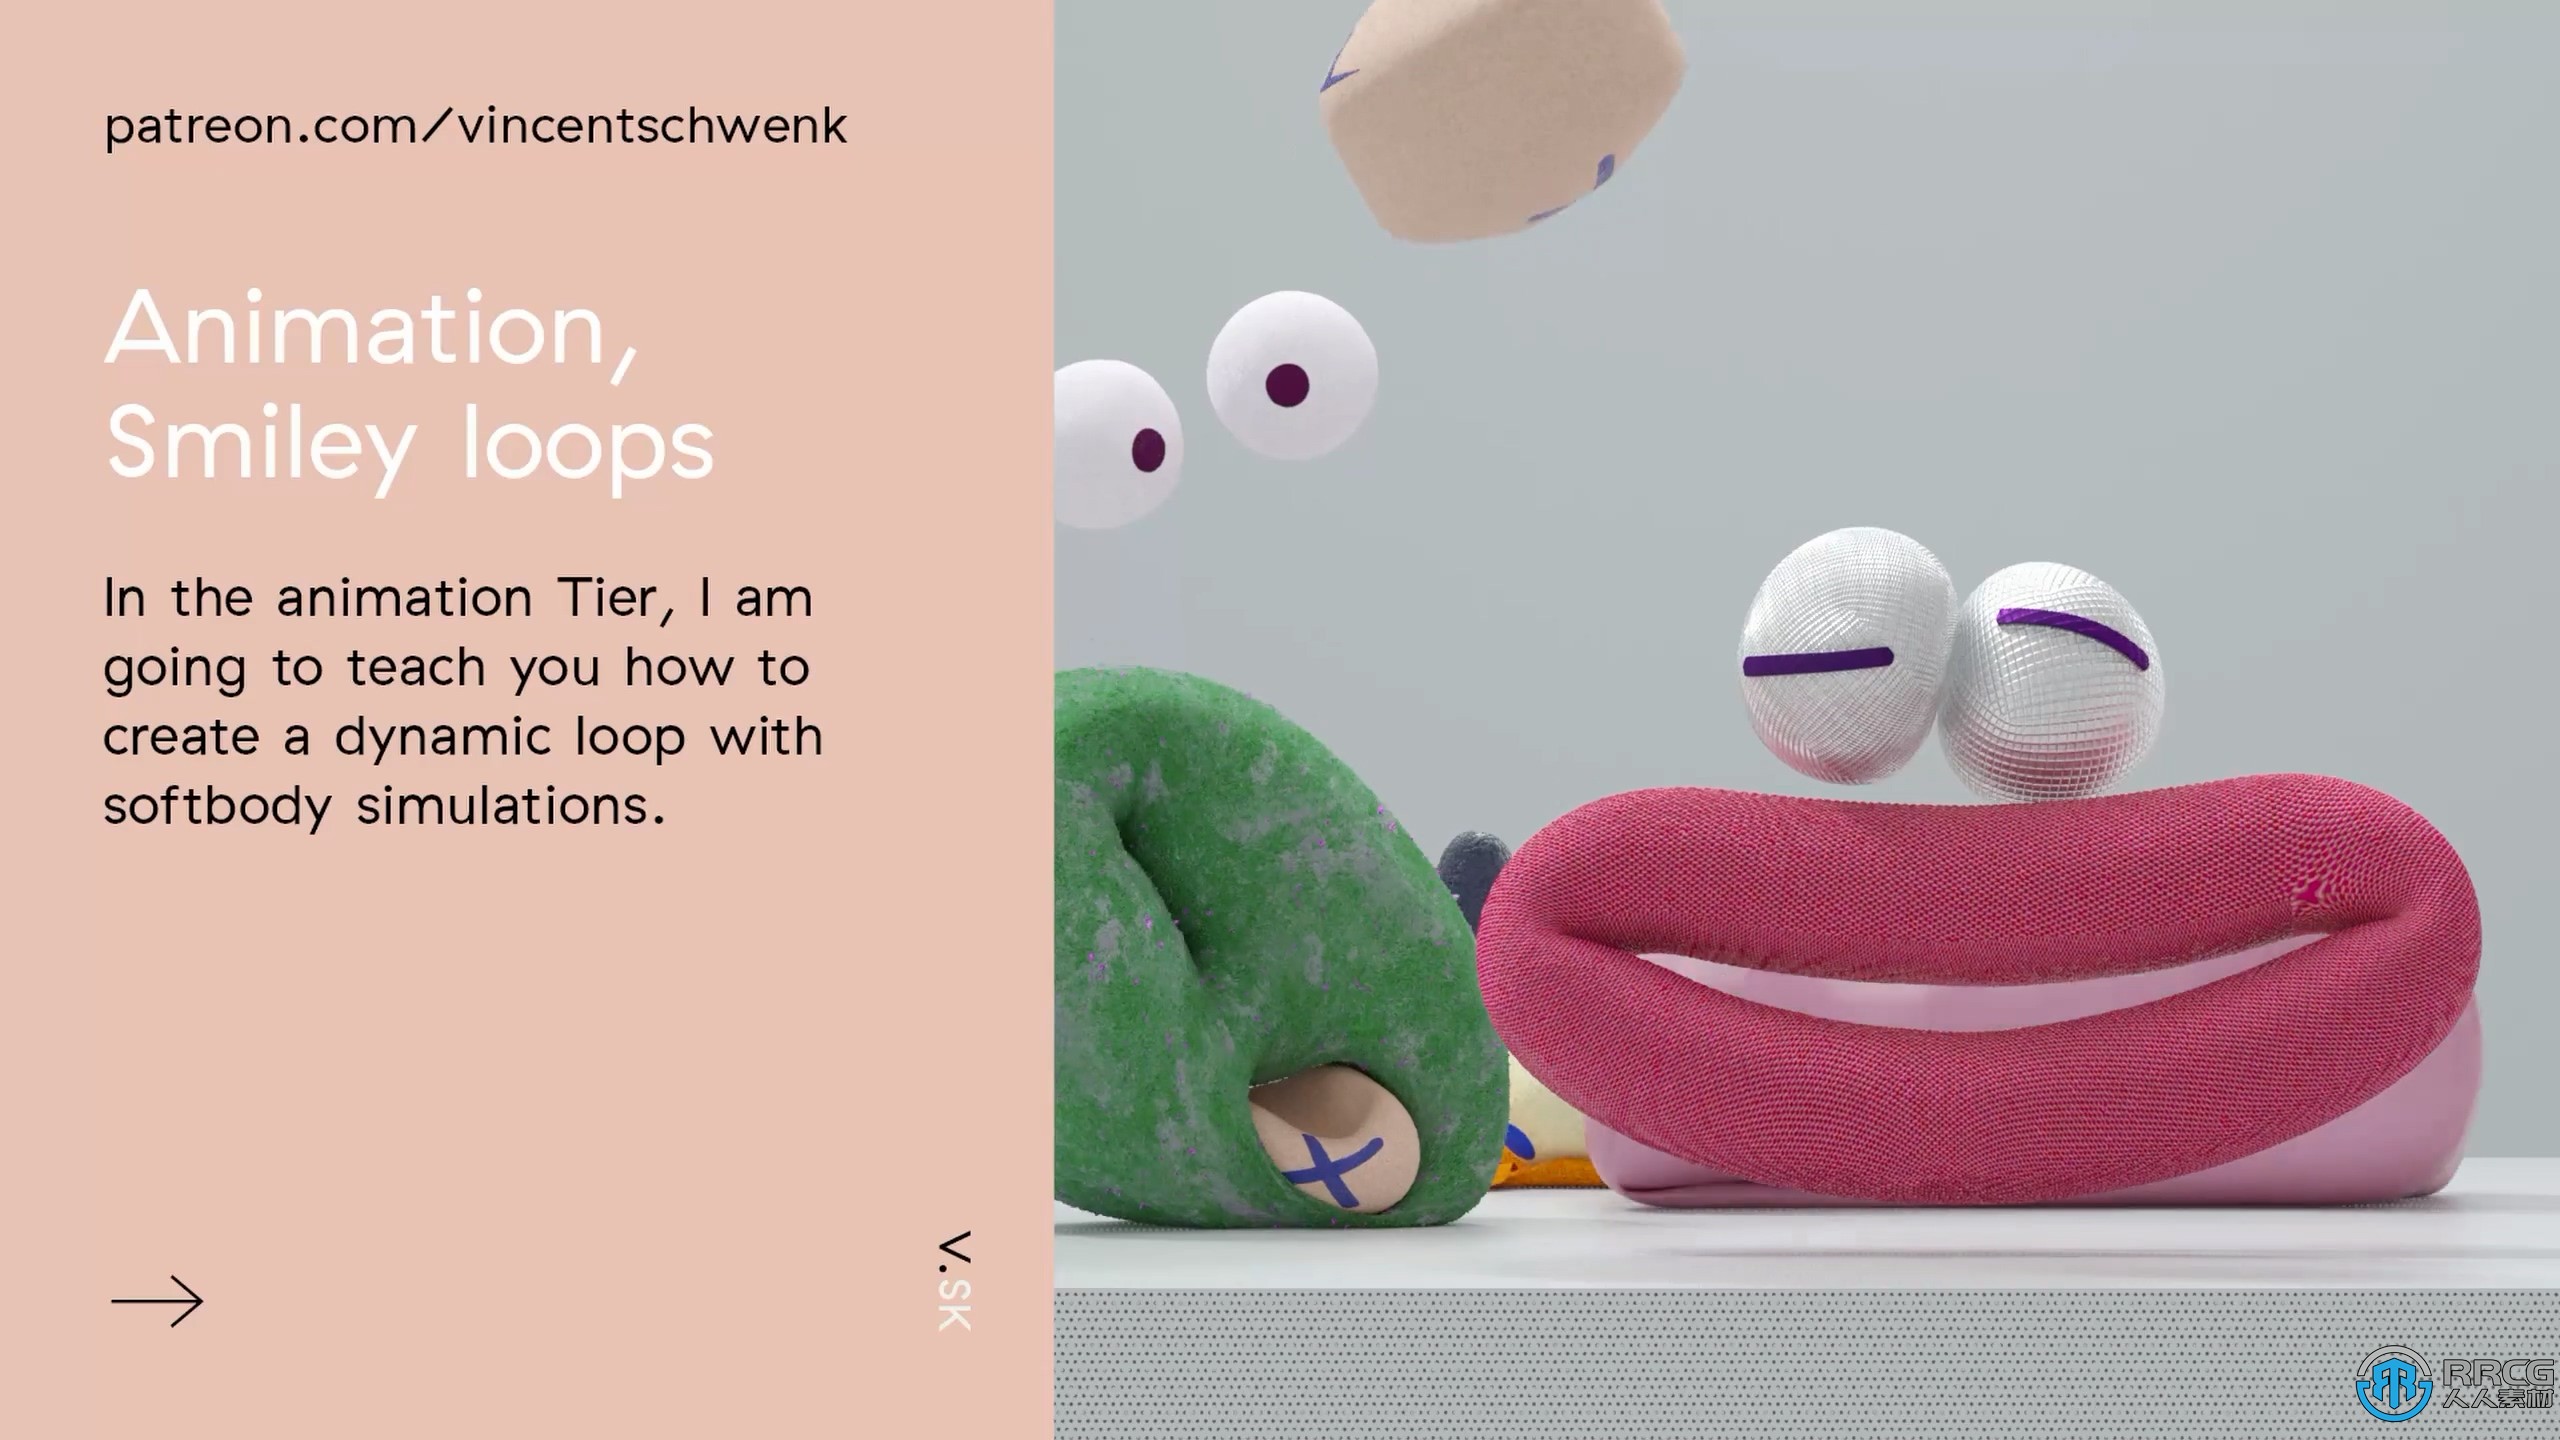 patreon.com/vincentschwenk
Animation,
Smiley loops
In the animation Tier, I am
going to teach you how to
create a dynamic loop with
softbody simulations.
V.SK
RRCG
人人素材